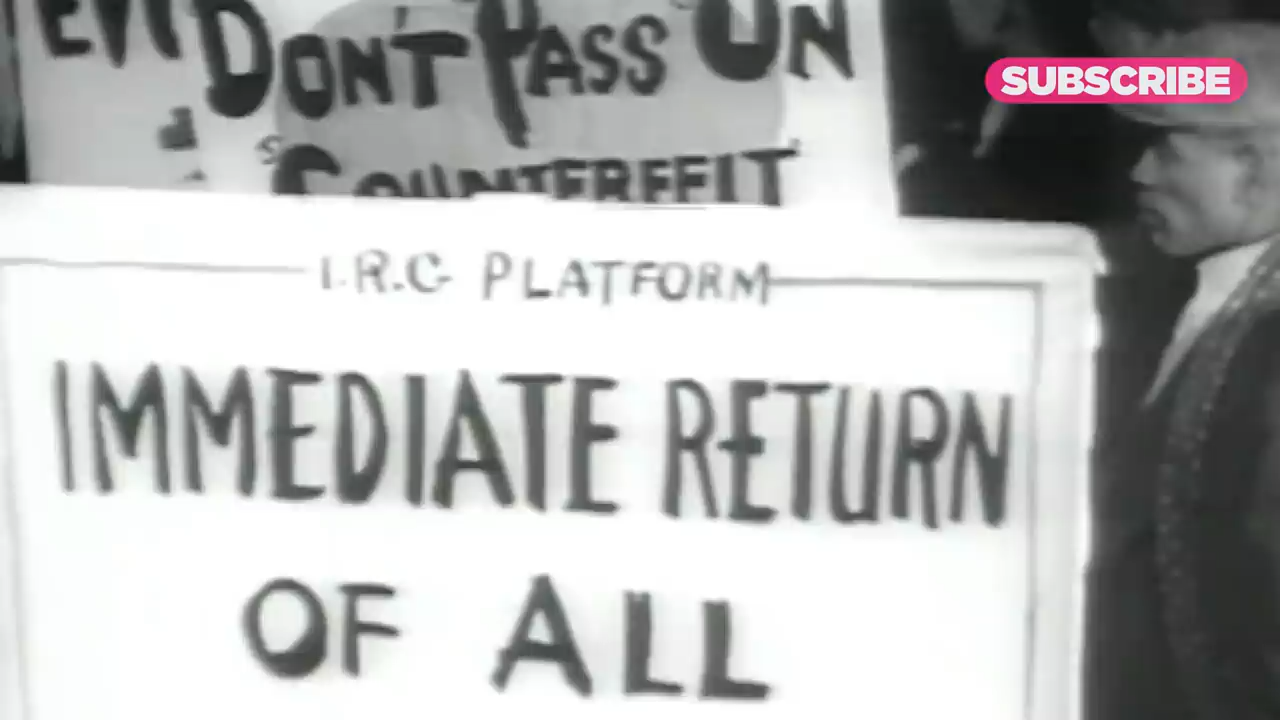 DON'T PASS ON
"COUNTERFEIT"
SUBSCRIBE
I.R.C PLATFORM
IMMEDIATE RETURN
OF ALL